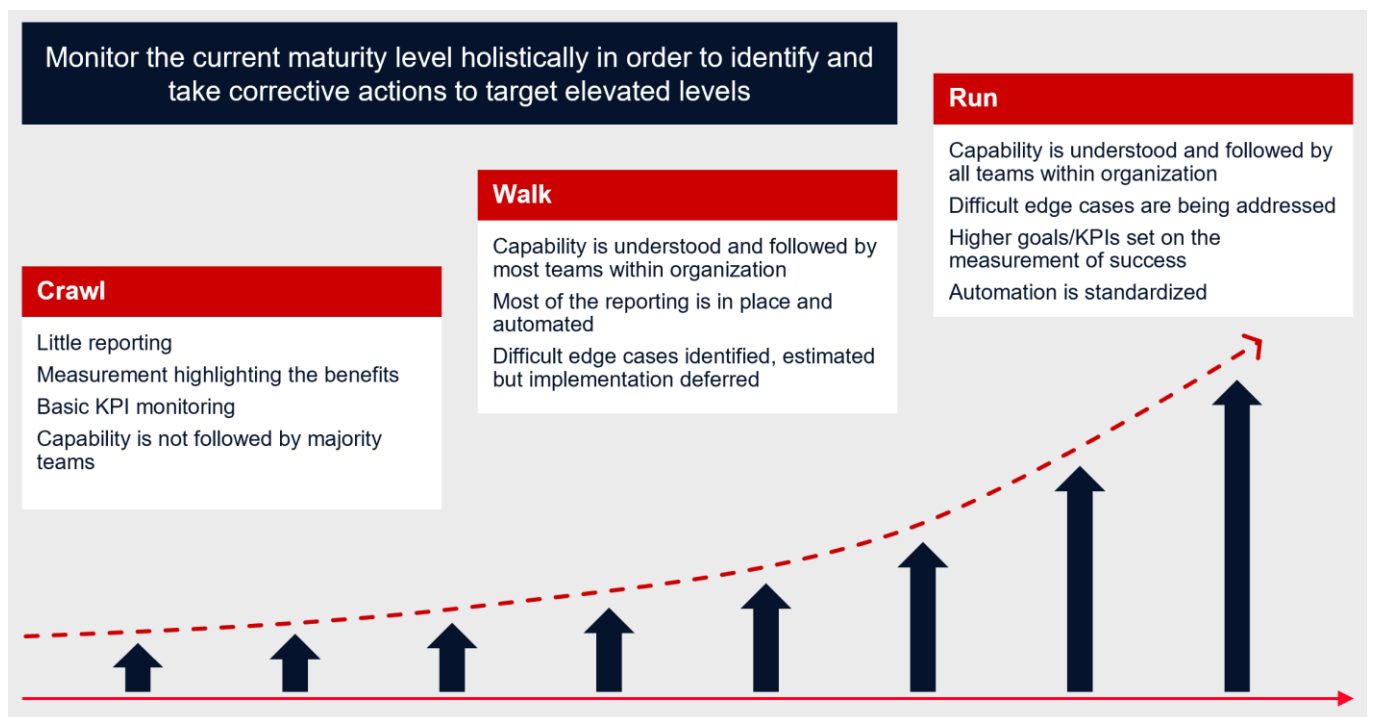 Monitor the current maturity level holistically in order to identify and
take corrective actions to target elevated levels
Crawl
Little reporting
Measurement highlighting the benefits
Basic KPI monitoring
Capability is not followed by majority
teams
Walk
Capability is understood and followed by
most teams within organization
Most of the reporting is in place and
automated
Difficult edge cases identified, estimated
but implementation deferred
Run
Capability is understood and followed by
all teams within organization
Difficult edge cases are being addressed
Higher goals/KPIs set on the
measurement of success
Automation is standardized